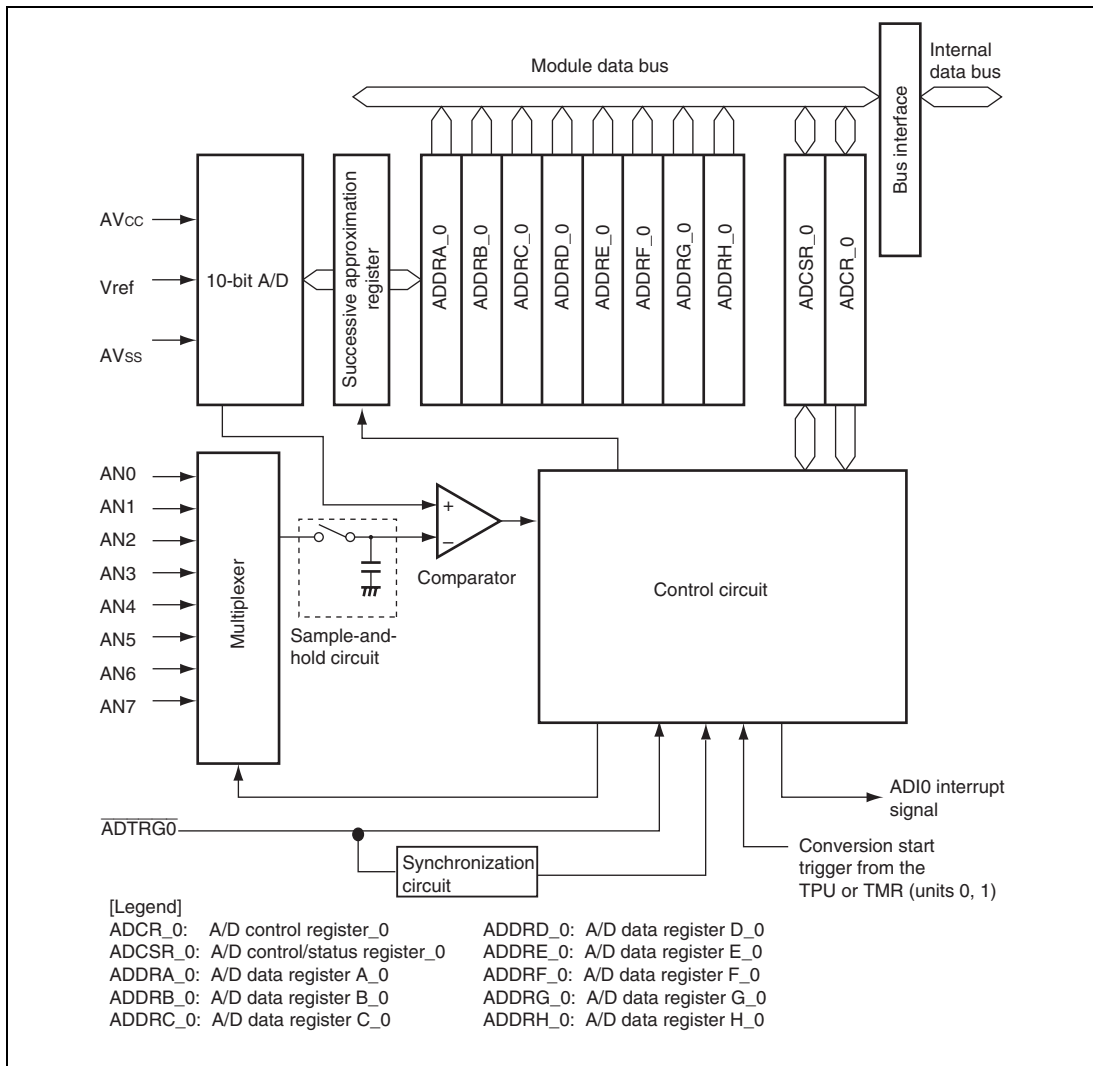 Module data bus
Internal
data bus
Bus interface
AVCC
Vref
AVSS
10-bit A/D
Successive approximation
register
ADDRA_0
ADDRB_0
ADDRC_0
ADDRD_0
ADDRE_0
ADDRF_0
ADDRG_0
ADDRH_0
ADCSR_0
ADCR_0
AN0
AN1
AN2
AN3
AN4
AN5
AN6
AN7
Multiplexer
+
−
Comparator
Sample-and-
hold circuit
Control circuit
ADI0 interrupt
signal
ADTRG0
Synchronization
circuit
Conversion start
trigger from the
TPU or TMR (units 0, 1)
[Legend]
ADCR_0: A/D control register_0
ADCSR_0: A/D control/status register_0
ADDRA_0: A/D data register A_0
ADDRB_0: A/D data register B_0
ADDRC_0: A/D data register C_0
ADDRD_0: A/D data register D_0
ADDRE_0: A/D data register E_0
ADDRF_0: A/D data register F_0
ADDRG_0: A/D data register G_0
ADDRH_0: A/D data register H_0